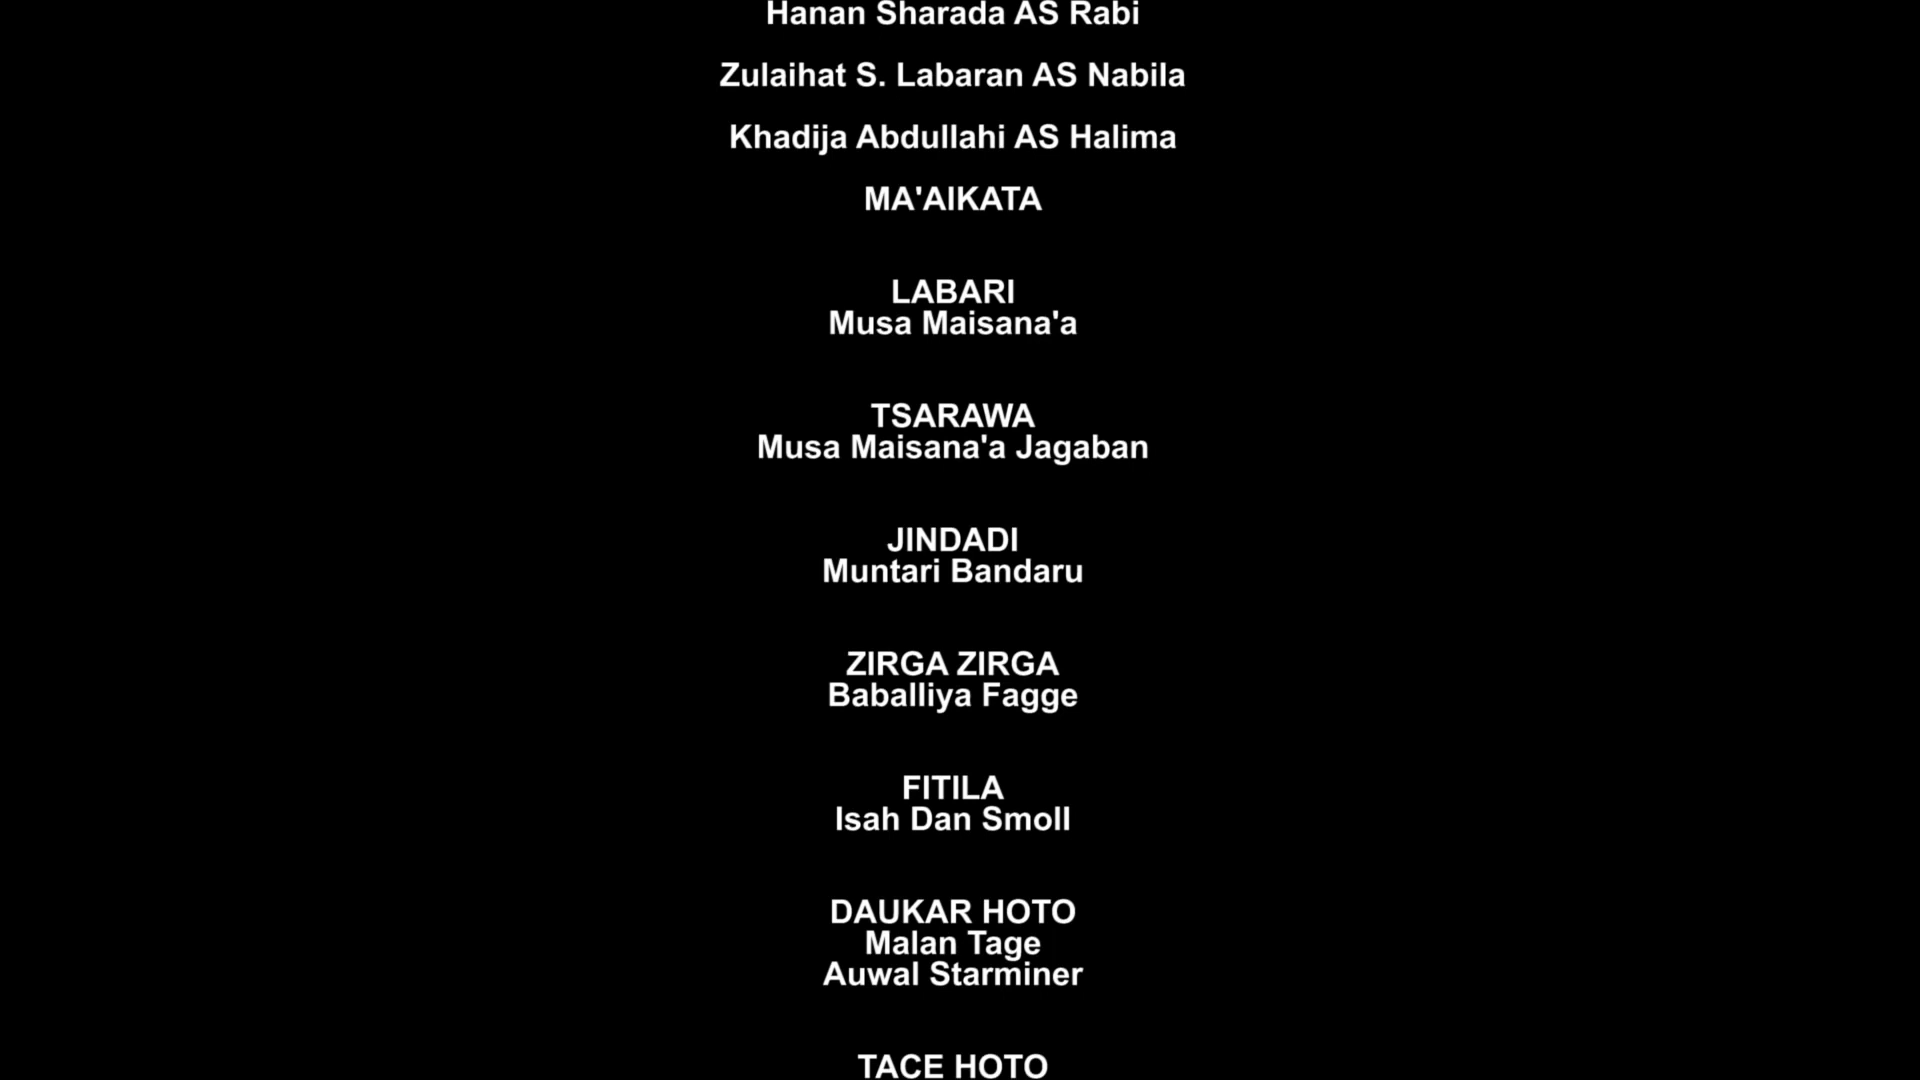 Hanan Sharada AS Rabi
Zulaihat S. Labaran AS Nabila
Khadija Abdullahi AS Halima
MA'AIKATA
LABARI
Musa Maisana'a
TSARAWA
Musa Maisana'a Jagaban
JINDADI
Muntari Bandaru
ZIRGA ZIRGA
Baballiya Fagge
FITILA
Isah Dan Smoll
DAUKAR HOTO
Malan Tage
Auwal Starminer
TACE HOTO